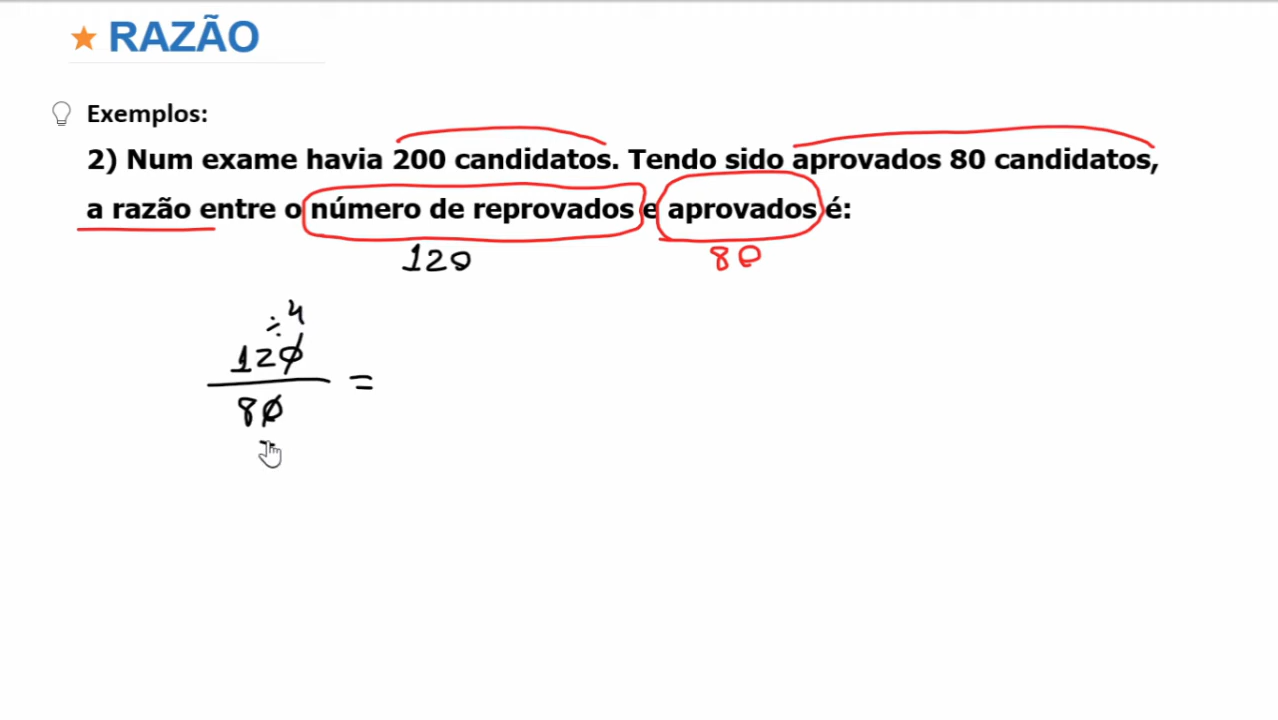 RAZÃO
Exemplos:
2) Num exame havia 200 candidatos. Tendo sido aprovados 80 candidatos,
a razão entre o número de reprovados e aprovados é:
120 80
÷4
120
=
80